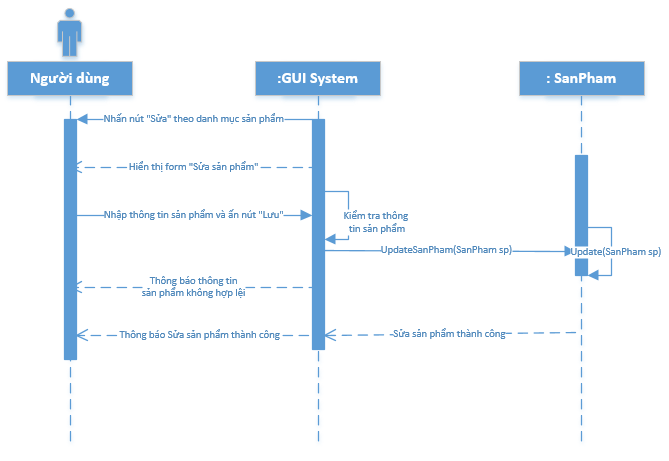 Người dùng
:GUI System
: SanPham
Nhấn nút "Sửa" theo danh mục sản phẩm
Hiển thị form "Sửa sản phẩm"
Nhập thông tin sản phẩm và ấn nút "Lưu"
Kiểm tra thông
tin sản phẩm
UpdateSanPham(SanPham sp)
Update(SanPham sp)
Thông báo thông tin
sản phẩm không hợp lệi
Thông báo Sửa sản phẩm thành công
Sửa sản phẩm thành công